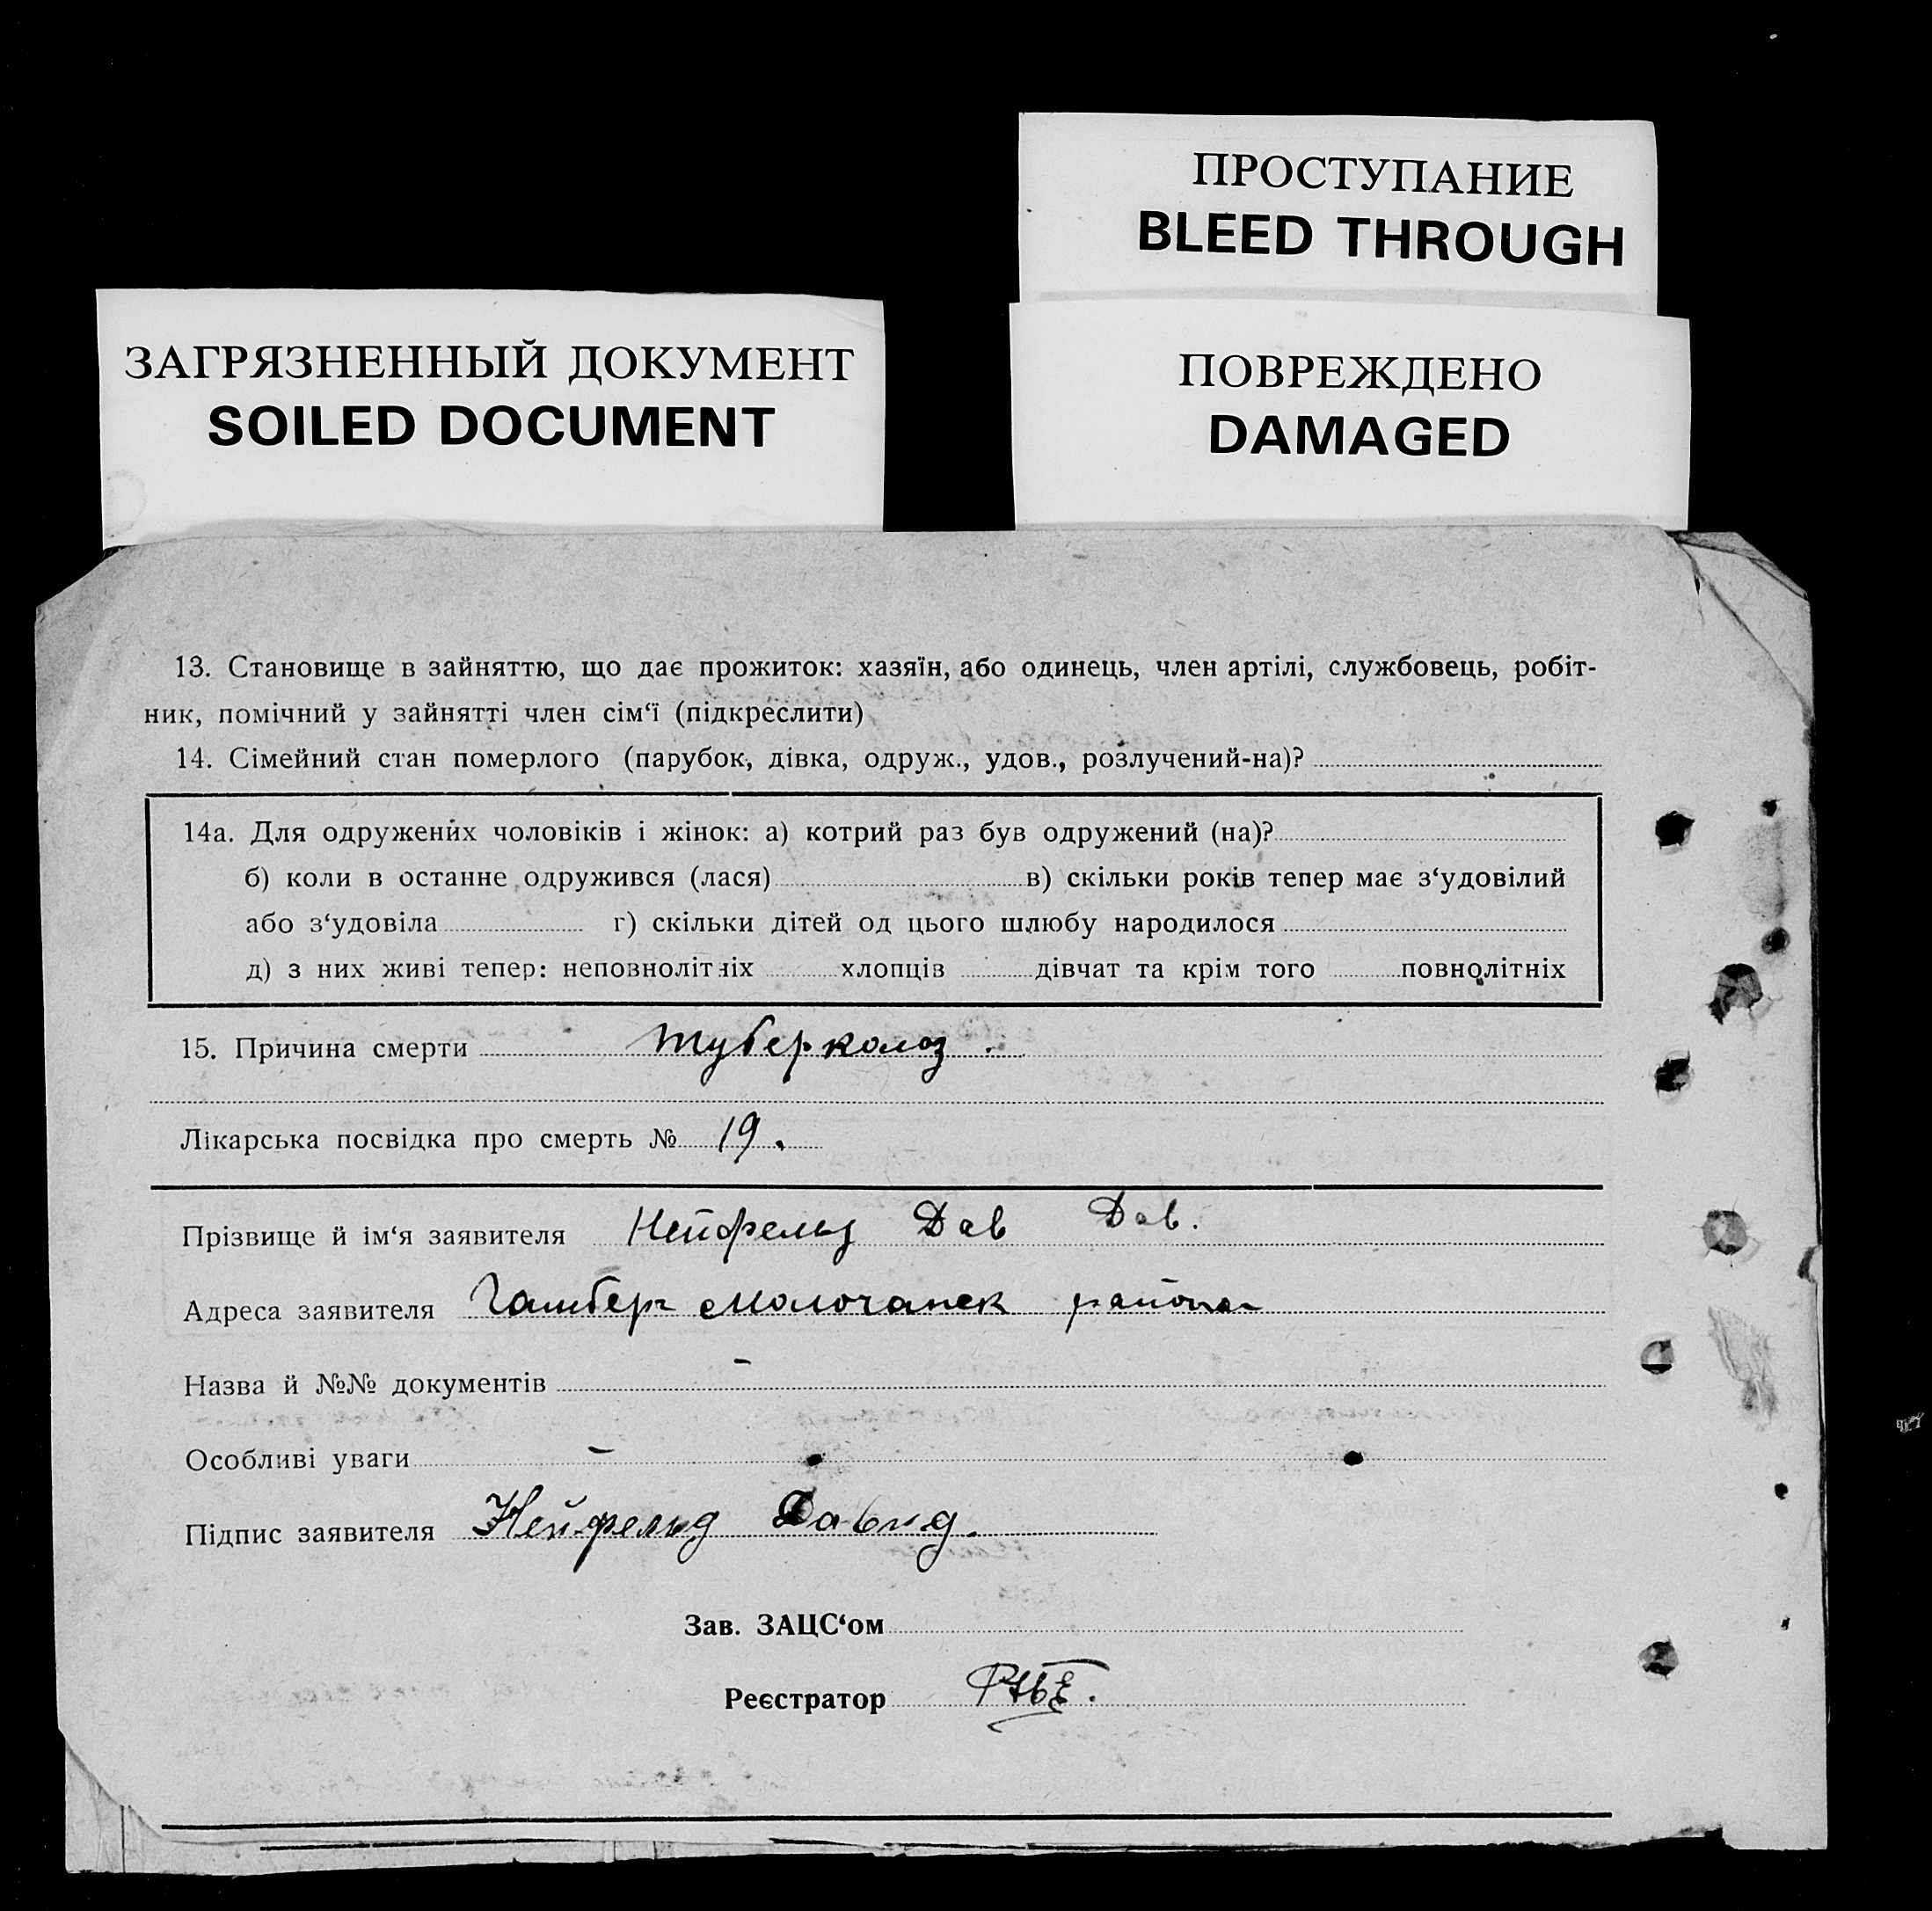 ПРОСТУПАНИЕ
BLEED THROUGH
ЗАГРЯЗНЕННЫЙ ДОКУМЕНТ
SOILED DOCUMENT
ПОВРЕЖДЕНО
DAMAGED
13. Становище в зайняттю, що дає прожиток: хазяїн, або одинець, член артілі, службовець, робіт-
ник, помічний у зайнятті член сім‘ї (підкреслити)
14. Сімейний стан померлого (парубок, дівка, одруж., удов., розлучений-на)?
14а. Для одружених чоловіків і жінок: а) котрий раз був одружений (на)?
б) коли в останнє одружився (лася) в) скільки років тепер має з‘удовілий
або з‘удовіла г) скільки дітей од цього шлюбу народилося
д) з них живі тепер: неповнолітніх хлопців дівчат та крім того повнолітніх
15. Причина смерти туберколоз.
Лікарська посвідка про смерть № 19.
Прізвище й ім‘я заявителя Нейфельд Дав Дав.
Адреса заявителя Гамберг Молочанск района
Назва й №№ документів -
Особливі уваги -
Підпис заявителя Нейфельд Давид.
Зав. ЗАЦС‘ом
Реєстратор